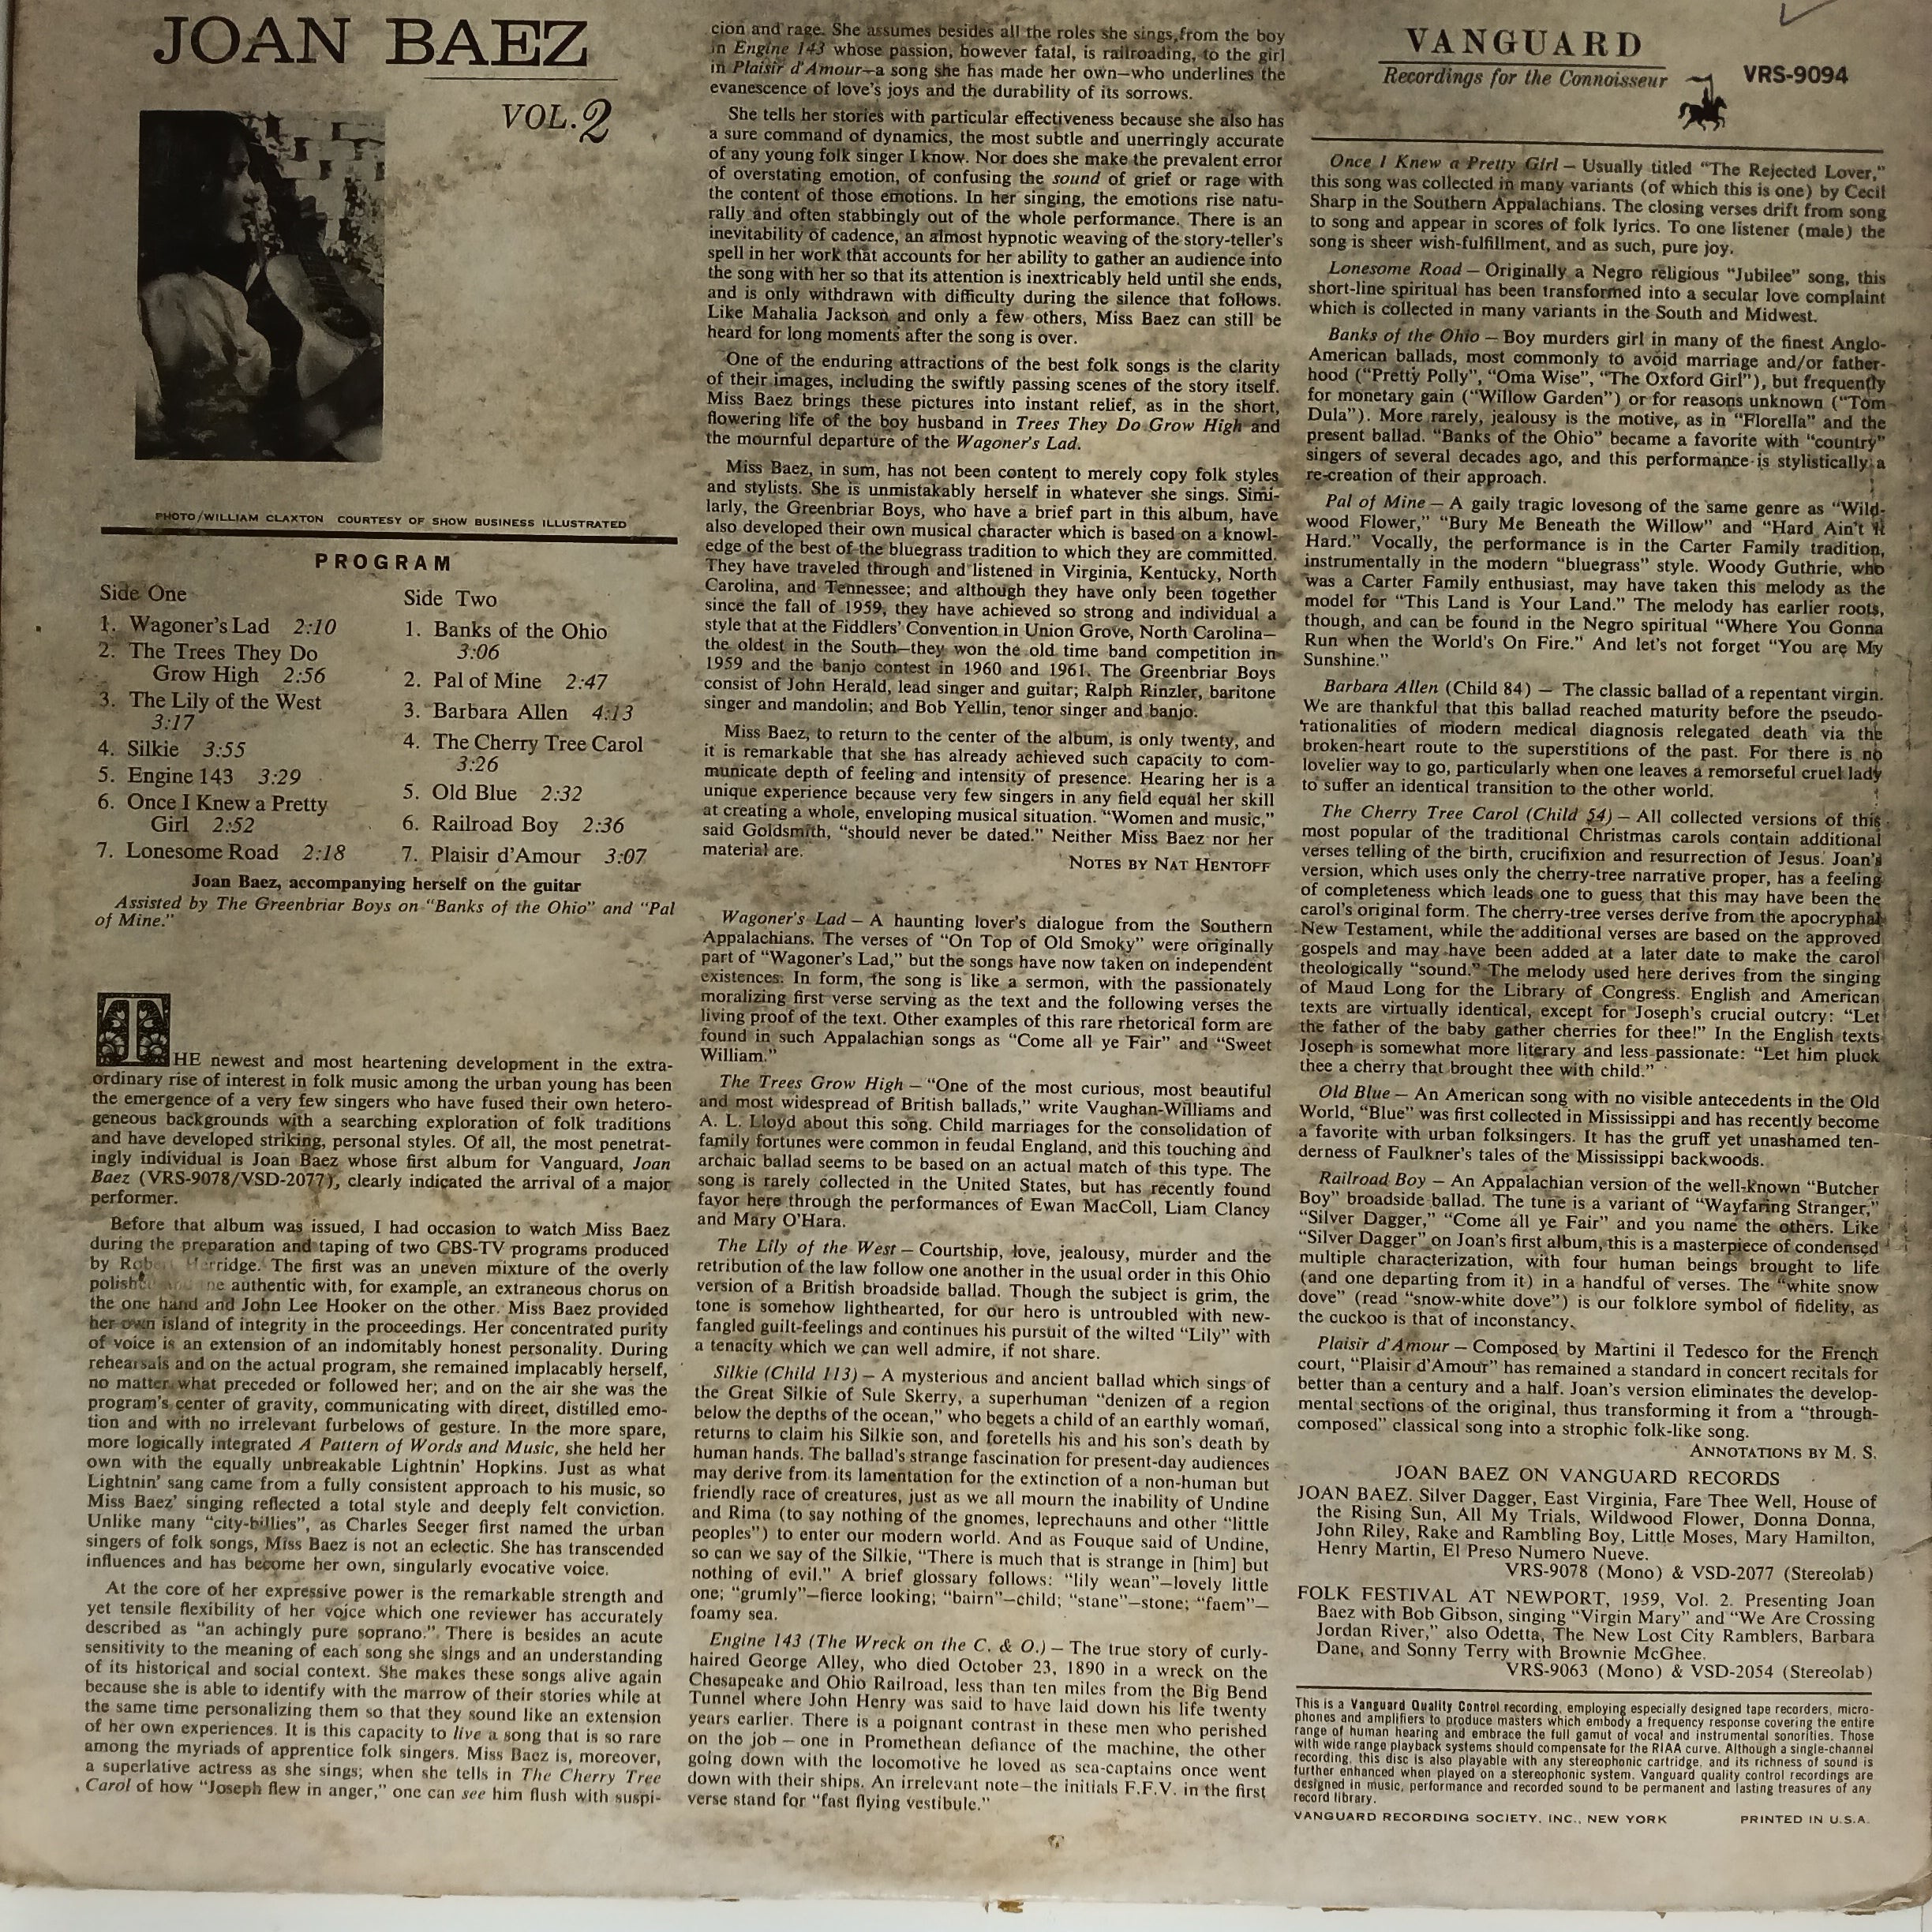 JOAN BAEZ
VOL. 2
PHOTO/WILLIAM CLAXTON COURTESY OF SHOW BUSINESS ILLUSTRATED
PROGRAM
Side One
1. Wagoner's Lad 2:10
2. The Trees They Do
Grow High 2:56
3. The Lily of the West
3:17
4. Silkie 3:55
5. Engine 143 3:29
6. Once I Knew a Pretty
Girl 2:52
7. Lonesome Road 2:18
Side Two
1. Banks of the Ohio
3:06
2. Pal of Mine 2:47
3. Barbara Allen 4:13
4. The Cherry Tree Carol
3:26
5. Old Blue 2:32
6. Railroad Boy 2:36
7. Plaisir d'Amour 3:07
Joan Baez, accompanying herself on the guitar
Assisted by The Greenbriar Boys on "Banks of the Ohio" and "Pal
of Mine."
THE newest and most heartening development in the extra-
ordinary rise of interest in folk music among the urban young has been
the emergence of a very few singers who have fused their own hetero-
geneous backgrounds with a searching exploration of folk traditions
and have developed striking, personal styles. Of all, the most penetrat-
ingly individual is Joan Baez whose first album for Vanguard, Joan
Baez (VRS-9078/VSD-2077), clearly indicated the arrival of a major
performer.
Before that album was issued, I had occasion to watch Miss Baez
during the preparation and taping of two CBS-TV programs produced
by Herridge. The first was an uneven mixture of the overly
authentic with, for example, an extraneous chorus on
the one hand and John Lee Hooker on the other. Miss Baez provided
her own island of integrity in the proceedings. Her concentrated purity
of voice is an extension of an indomitably honest personality. During
rehearsals and on the actual program, she remained implacably herself,
no matter what preceded or followed her; and on the air she was the
program's center of gravity, communicating with direct, distilled emo-
tion and with no irrelevant furbelows of gesture. In the more spare,
more logically integrated A Pattern of Words and Music, she held her
own with the equally unbreakable Lightnin' Hopkins. Just as what
Lightnin' sang came from a fully consistent approach to his music, so
Miss Baez' singing reflected a total style and deeply felt conviction.
Unlike many "city-billies", as Charles Seeger first named the urban
singers of folk songs, Miss Baez is not an eclectic. She has transcended
influences and has become her own, singularly evocative voice.
At the core of her expressive power is the remarkable strength and
yet tensile flexibility of her voice which one reviewer has accurately
described as "an achingly pure soprano." There is besides an acute
sensitivity to the meaning of each song she sings and an understanding
of its historical and social context. She makes these songs alive again
because she is able to identify with the marrow of their stories while at
the same time personalizing them so that they sound like an extension
of her own experiences. It is this capacity to live a song that is so rare
among the myriads of apprentice folk singers. Miss Baez is, moreover,
a superlative actress as she sings; when she tells in The Cherry Tree
Carol of how "Joseph flew in anger," one can see him flush with suspi-
cion and rage. She assumes besides all the roles she sings, from the boy
in Engine 143 whose passion, however fatal, is railroading, to the girl
in Plaisir d'Amour—a song she has made her own—who underlines the
evanescence of love's joys and the durability of its sorrows.
She tells her stories with particular effectiveness because she also has
a sure command of dynamics, the most subtle and unerringly accurate
of any young folk singer I know. Nor does she make the prevalent error
of overstating emotion, of confusing the sound of grief or rage with
the content of those emotions. In her singing, the emotions rise natu-
rally and often stabbingly out of the whole performance. There is an
inevitability of cadence, an almost hypnotic weaving of the story-teller's
spell in her work that accounts for her ability to gather an audience into
the song with her so that its attention is inextricably held until she ends,
and is only withdrawn with difficulty during the silence that follows.
Like Mahalia Jackson and only a few others, Miss Baez can still be
heard for long moments after the song is over.
One of the enduring attractions of the best folk songs is the clarity
of their images, including the swiftly passing scenes of the story itself.
Miss Baez brings these pictures into instant relief, as in the short,
flowering life of the boy husband in Trees They Do Grow High and
the mournful departure of the Wagoner's Lad.
Miss Baez, in sum, has not been content to merely copy folk styles
and stylists. She is unmistakably herself in whatever she sings. Simi-
larly, the Greenbriar Boys, who have a brief part in this album, have
also developed their own musical character which is based on a knowl-
edge of the best of the bluegrass tradition to which they are committed.
They have traveled through and listened in Virginia, Kentucky, North
Carolina, and Tennessee; and although they have only been together
since the fall of 1959, they have achieved so strong and individual a
style that at the Fiddlers' Convention in Union Grove, North Carolina—
the oldest in the South—they won the old time band competition in
1959 and the banjo contest in 1960 and 1961. The Greenbriar Boys
consist of John Herald, lead singer and guitar; Ralph Rinzler, baritone
singer and mandolin; and Bob Yellin, tenor singer and banjo.
Miss Baez, to return to the center of the album, is only twenty, and
it is remarkable that she has already achieved such capacity to com-
municate depth of feeling and intensity of presence. Hearing her is a
unique experience because very few singers in any field equal her skill
at creating a whole, enveloping musical situation. "Women and music,"
said Goldsmith, "should never be dated." Neither Miss Baez nor her
material are.
NOTES BY NAT HENTOFF
Wagoner's Lad — A haunting lover's dialogue from the Southern
Appalachians. The verses of "On Top of Old Smoky" were originally
part of "Wagoner's Lad," but the songs have now taken on independent
existences. In form, the song is like a sermon, with the passionately
moralizing first verse serving as the text and the following verses the
living proof of the text. Other examples of this rare rhetorical form are
found in such Appalachian songs as "Come all ye Fair" and "Sweet
William."
The Trees Grow High — "One of the most curious, most beautiful
and most widespread of British ballads," write Vaughan-Williams and
A. L. Lloyd about this song. Child marriages for the consolidation of
family fortunes were common in feudal England, and this touching and
archaic ballad seems to be based on an actual match of this type. The
song is rarely collected in the United States, but has recently found
favor here through the performances of Ewan MacColl, Liam Clancy
and Mary O'Hara.
The Lily of the West — Courtship, love, jealousy, murder and the
retribution of the law follow one another in the usual order in this Ohio
version of a British broadside ballad. Though the subject is grim, the
tone is somehow lighthearted, for our hero is untroubled with new-
fangled guilt-feelings and continues his pursuit of the wilted "Lily" with
a tenacity which we can well admire, if not share.
Silkie (Child 113) — A mysterious and ancient ballad which sings of
the Great Silkie of Sule Skerry, a superhuman "denizen of a region
below the depths of the ocean," who begets a child of an earthly woman,
returns to claim his Silkie son, and foretells his and his son's death by
human hands. The ballad's strange fascination for present-day audiences
may derive from its lamentation for the extinction of a non-human but
friendly race of creatures, just as we all mourn the inability of Undine
and Rima (to say nothing of the gnomes, leprechauns and other "little
peoples") to enter our modern world. And as Fouque said of Undine,
so can we say of the Silkie, "There is much that is strange in [him] but
nothing of evil." A brief glossary follows: "lily wean"—lovely little
one; "grumly"—fierce looking; "bairn"—child; "stane"—stone; "faem"—
foamy sea.
Engine 143 (The Wreck on the C. & O.) — The true story of curly-
haired George Alley, who died October 23, 1890 in a wreck on the
Chesapeake and Ohio Railroad, less than ten miles from the Big Bend
Tunnel where John Henry was said to have laid down his life twenty
years earlier. There is a poignant contrast in these men who perished
on the job — one in Promethean defiance of the machine, the other
going down with the locomotive he loved as sea-captains once went
down with their ships. An irrelevant note—the initials F.F.V. in the first
verse stand for "fast flying vestibule."
VANGUARD
Recordings for the Connoisseur
VRS-9094
Once I Knew a Pretty Girl — Usually titled "The Rejected Lover,"
this song was collected in many variants (of which this is one) by Cecil
Sharp in the Southern Appalachians. The closing verses drift from song
to song and appear in scores of folk lyrics. To one listener (male) the
song is sheer wish-fulfillment, and as such, pure joy.
Lonesome Road — Originally a Negro religious "Jubilee" song, this
short-line spiritual has been transformed into a secular love complaint
which is collected in many variants in the South and Midwest.
Banks of the Ohio — Boy murders girl in many of the finest Anglo-
American ballads, most commonly to avoid marriage and/or father-
hood ("Pretty Polly", "Oma Wise", "The Oxford Girl"), but frequently
for monetary gain ("Willow Garden") or for reasons unknown ("Tom
Dula"). More rarely, jealousy is the motive, as in "Florella" and the
present ballad. "Banks of the Ohio" became a favorite with "country"
singers of several decades ago, and this performance is stylistically a
re-creation of their approach.
Pal of Mine — A gaily tragic lovesong of the same genre as "Wild-
wood Flower," "Bury Me Beneath the Willow" and "Hard Ain't It
Hard." Vocally, the performance is in the Carter Family tradition,
instrumentally in the modern "bluegrass" style. Woody Guthrie, who
was a Carter Family enthusiast, may have taken this melody as the
model for "This Land is Your Land." The melody has earlier roots,
though, and can be found in the Negro spiritual "Where You Gonna
Run when the World's On Fire." And let's not forget "You are My
Sunshine."
Barbara Allen (Child 84) — The classic ballad of a repentant virgin.
We are thankful that this ballad reached maturity before the pseudo-
rationalities of modern medical diagnosis relegated death via the
broken-heart route to the superstitions of the past. For there is no
lovelier way to go, particularly when one leaves a remorseful cruel lady
to suffer an identical transition to the other world.
The Cherry Tree Carol (Child 54) — All collected versions of this
most popular of the traditional Christmas carols contain additional
verses telling of the birth, crucifixion and resurrection of Jesus. Joan's
version, which uses only the cherry-tree narrative proper, has a feeling
of completeness which leads one to guess that this may have been the
carol's original form. The cherry-tree verses derive from the apocryphal
New Testament, while the additional verses are based on the approved
gospels and may have been added at a later date to make the carol
theologically "sound." The melody used here derives from the singing
of Maud Long for the Library of Congress. English and American
texts are virtually identical, except for Joseph's crucial outcry: "Let
the father of the baby gather cherries for thee!" In the English texts
Joseph is somewhat more literary and less passionate: "Let him pluck
thee a cherry that brought thee with child."
Old Blue — An American song with no visible antecedents in the Old
World, "Blue" was first collected in Mississippi and has recently become
a favorite with urban folksingers. It has the gruff yet unashamed ten-
derness of Faulkner's tales of the Mississippi backwoods.
Railroad Boy — An Appalachian version of the well-known "Butcher
Boy" broadside ballad. The tune is a variant of "Wayfaring Stranger,"
"Silver Dagger," "Come all ye Fair" and you name the others. Like
"Silver Dagger" on Joan's first album, this is a masterpiece of condensed
multiple characterization, with four human beings brought to life
(and one departing from it) in a handful of verses. The "white snow
dove" (read "snow-white dove") is our folklore symbol of fidelity, as
the cuckoo is that of inconstancy.
Plaisir d'Amour — Composed by Martini il Tedesco for the French
court, "Plaisir d'Amour" has remained a standard in concert recitals for
better than a century and a half. Joan's version eliminates the develop-
mental sections of the original, thus transforming it from a "through-
composed" classical song into a strophic folk-like song.
ANNOTATIONS BY M. S.
JOAN BAEZ ON VANGUARD RECORDS
JOAN BAEZ. Silver Dagger, East Virginia, Fare Thee Well, House of
the Rising Sun, All My Trials, Wildwood Flower, Donna Donna,
John Riley, Rake and Rambling Boy, Little Moses, Mary Hamilton,
Henry Martin, El Preso Numero Nueve.
VRS-9078 (Mono) & VSD-2077 (Stereolab)
FOLK FESTIVAL AT NEWPORT, 1959, Vol. 2. Presenting Joan
Baez with Bob Gibson, singing "Virgin Mary" and "We Are Crossing
Jordan River," also Odetta, The New Lost City Ramblers, Barbara
Dane, and Sonny Terry with Brownie McGhee.
VRS-9063 (Mono) & VSD-2054 (Stereolab)
This is a Vanguard Quality Control recording, employing especially designed tape recorders, micro-
phones and amplifiers to produce masters which embody a frequency response covering the entire
range of human hearing and embrace the full gamut of vocal and instrumental sonorities. Those
with wide range playback systems should compensate for the RIAA curve. Although a single-channel
recording, this disc is also playable with any stereophonic cartridge, and its richness of sound is
further enhanced when played on a stereophonic system. Vanguard quality control recordings are
designed in music, performance and recorded sound to be permanent and lasting treasures of any
record library.
VANGUARD RECORDING SOCIETY, INC., NEW YORK PRINTED IN U.S.A.